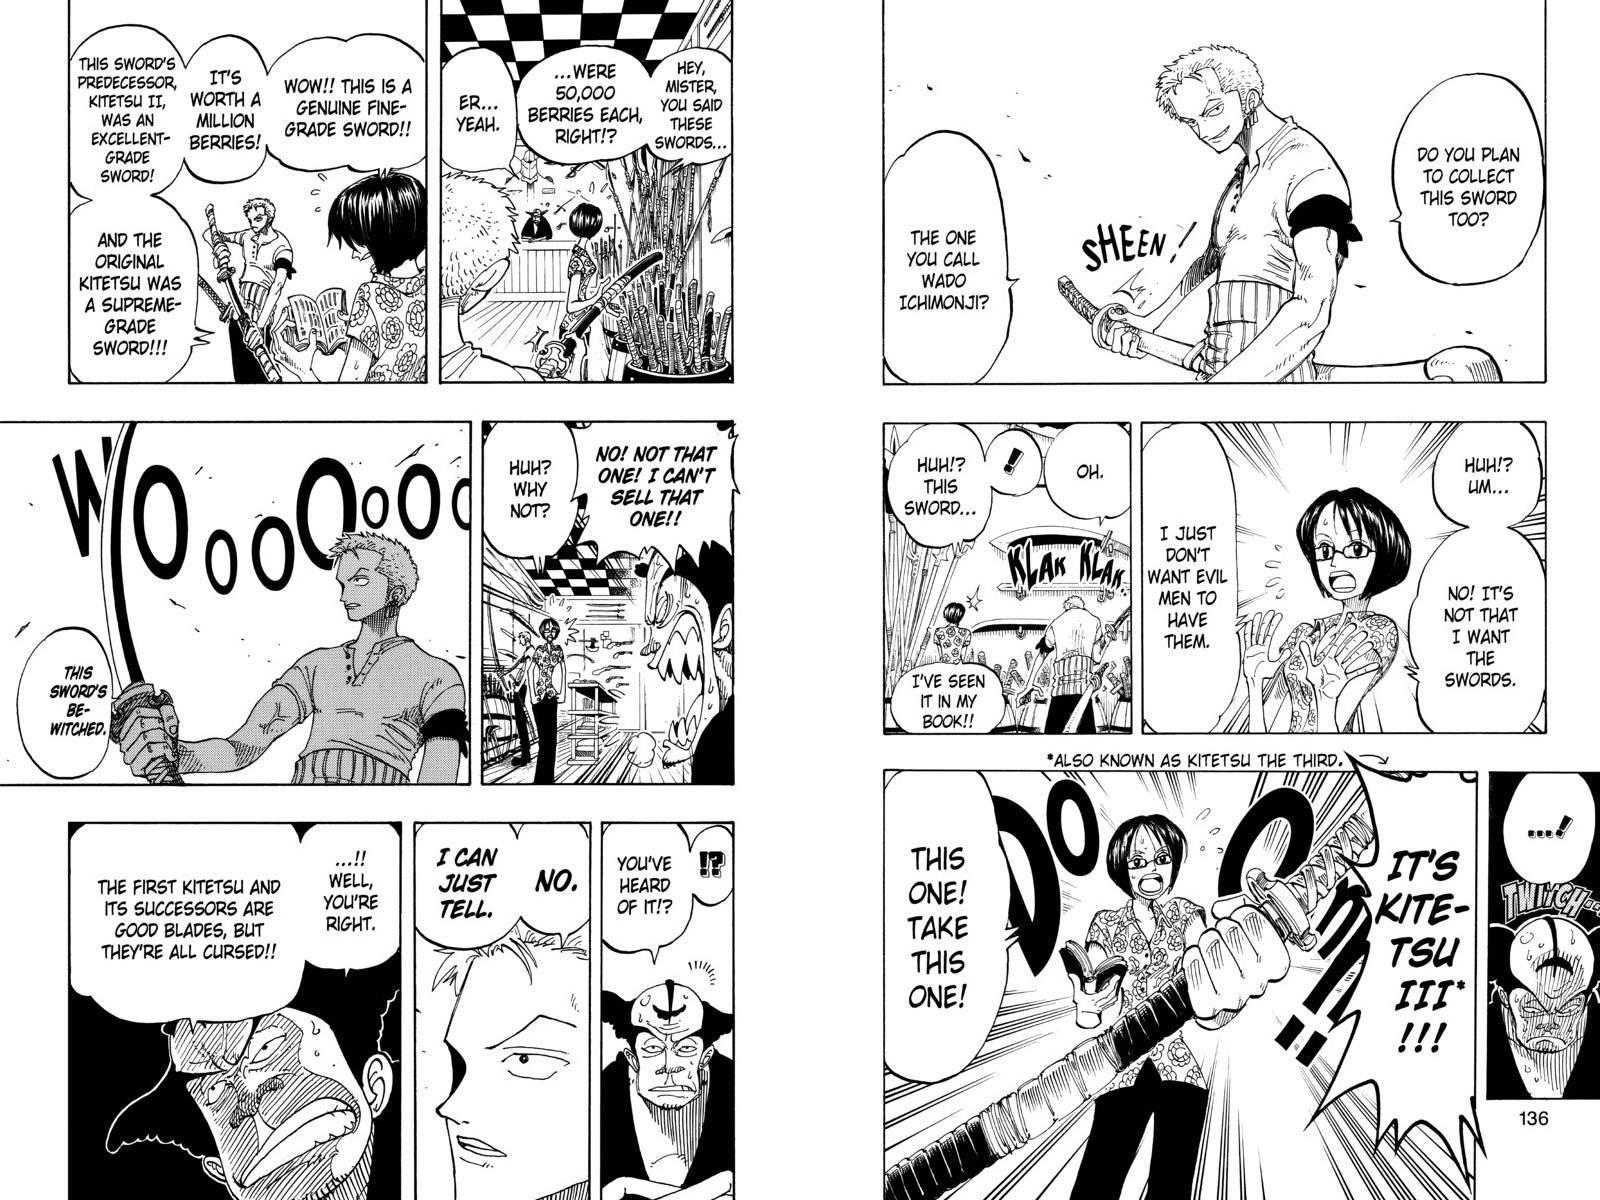 DO YOU PLAN
TO COLLECT
THIS SWORD
TOO?
THE ONE
YOU CALL
WADO
ICHIMONJI?
SHEEN!
HUH!?
UM...
NO! IT'S
NOT THAT
I WANT
THE
SWORDS.
I JUST
DON'T
WANT EVIL
MEN TO
HAVE
THEM.
OH.
!
HUH!?
THIS
SWORD...
KLAK KLAK
I'VE SEEN
IT IN MY
BOOK!!
*ALSO KNOWN AS KITETSU THE THIRD.
...!
TWITCH...
IT'S
KITE-
TSU
III*
!!!
THIS
ONE!
TAKE
THIS
ONE!
136
HEY,
MISTER,
YOU SAID
THESE
SWORDS...
...WERE
50,000
BERRIES EACH,
RIGHT!?
ER...
YEAH.
WOW!! THIS IS A
GENUINE FINE-
GRADE SWORD!!
IT'S
WORTH A
MILLION
BERRIES!
THIS SWORD'S
PREDECESSOR,
KITETSU II,
WAS AN
EXCELLENT-
GRADE
SWORD!
AND THE
ORIGINAL
KITETSU WAS
A SUPREME-
GRADE
SWORD!!!
NO! NOT THAT
ONE! I CAN'T
SELL THAT
ONE!!
HUH?
WHY
NOT?
WOOOOOOOO
THIS
SWORD'S
BE-
WITCHED.
!?
YOU'VE
HEARD
OF IT!?
NO.
I CAN
JUST
TELL.
...!!
WELL,
YOU'RE
RIGHT.
THE FIRST KITETSU AND
ITS SUCCESSORS ARE
GOOD BLADES, BUT
THEY'RE ALL CURSED!!